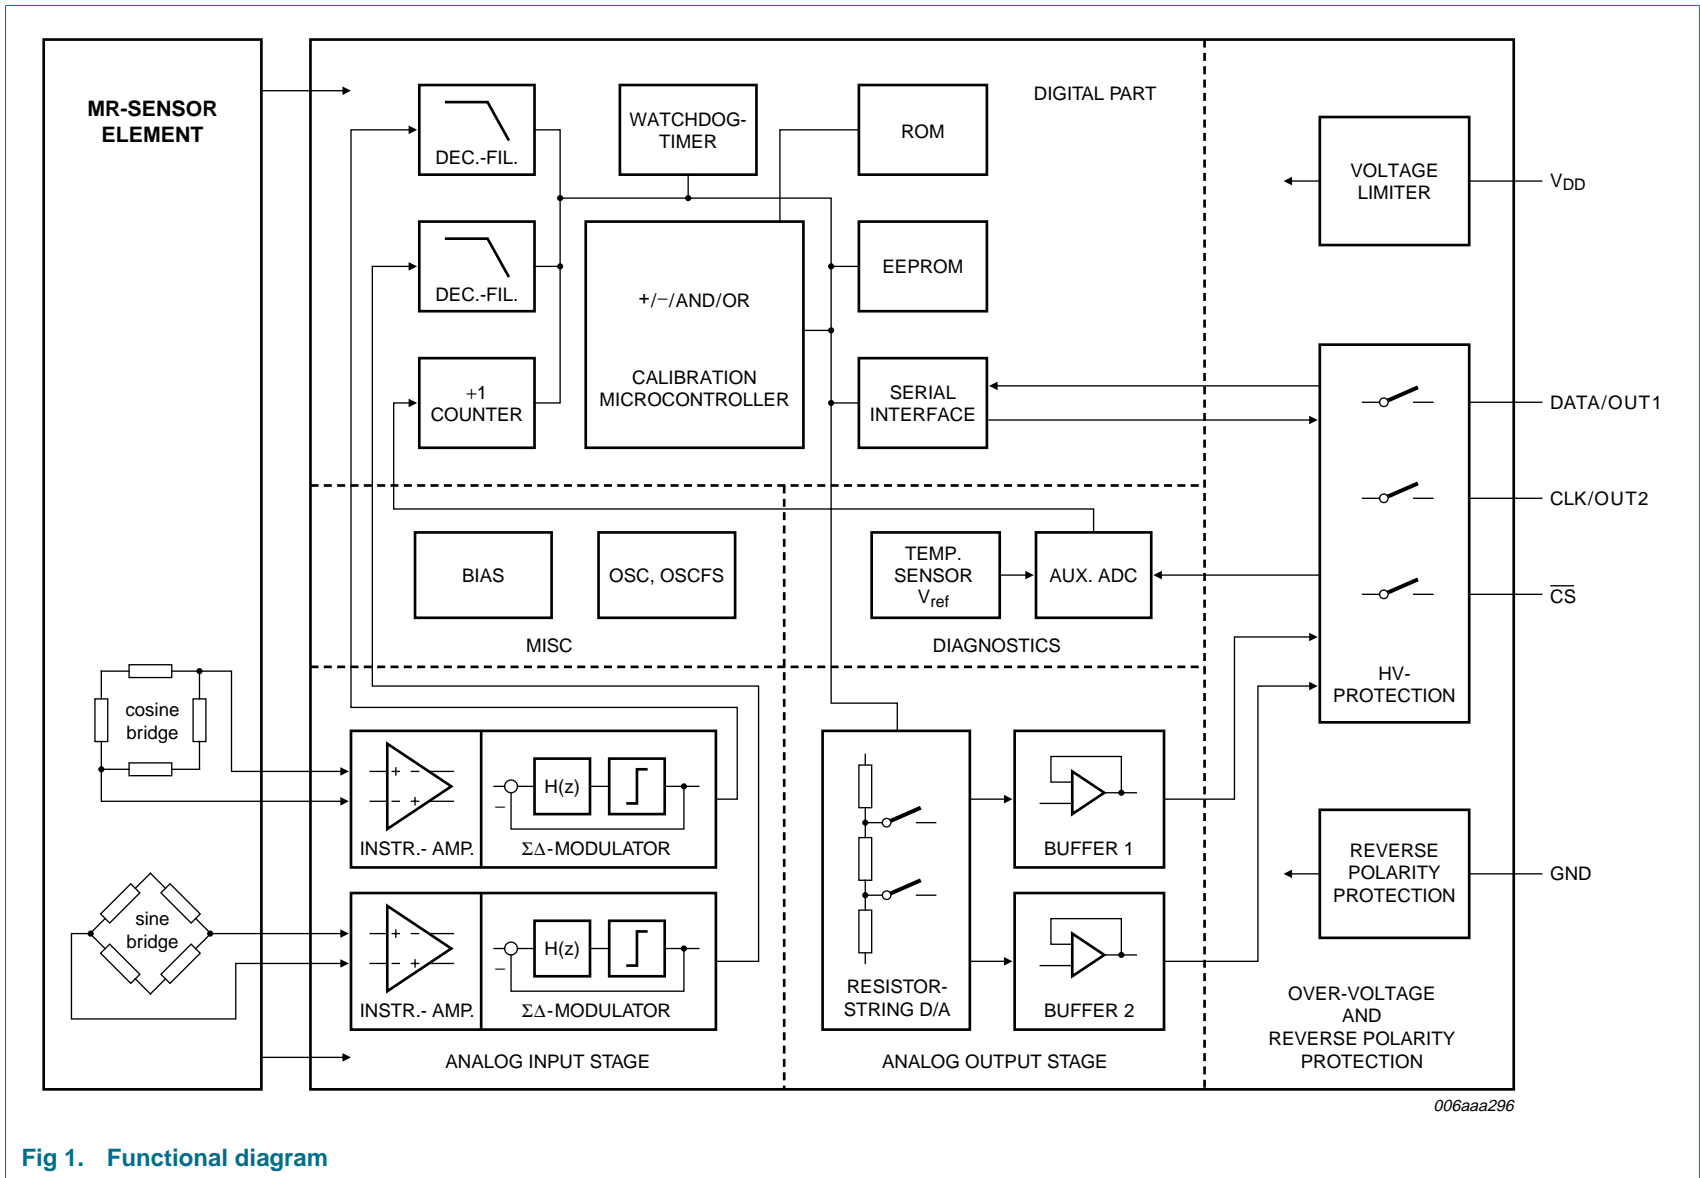 MR-SENSOR
ELEMENT
cosine
bridge
sine
bridge
DEC.-FIL.
WATCHDOG-
TIMER
ROM
DIGITAL PART
DEC.-FIL.
+/−/AND/OR
CALIBRATION
MICROCONTROLLER
EEPROM
+1
COUNTER
SERIAL
INTERFACE
BIAS
OSC, OSCFS
MISC
TEMP.
SENSOR
Vref
AUX. ADC
DIAGNOSTICS
+ −
− +
INSTR.- AMP.
−
H(z)
ΣΔ-MODULATOR
+ −
− +
INSTR.- AMP.
−
H(z)
ΣΔ-MODULATOR
ANALOG INPUT STAGE
RESISTOR-
STRING D/A
BUFFER 1
BUFFER 2
ANALOG OUTPUT STAGE
VOLTAGE
LIMITER
VDD
HV-
PROTECTION
DATA/OUT1
CLK/OUT2
C̅S̅
REVERSE
POLARITY
PROTECTION
GND
OVER-VOLTAGE
AND
REVERSE POLARITY
PROTECTION
006aaa296
Fig 1. Functional diagram